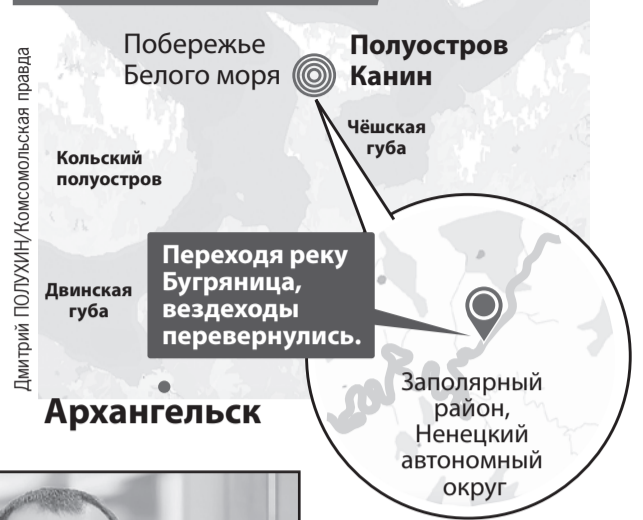 Побережье
Белого моря
Полуостров
Канин
Чёшская
губа
Кольский
полуостров
Двинская
губа
Переходя реку
Бугряница,
вездеходы
перевернулись.
Архангельск
Заполярный
район,
Ненецкий
автономный
округ
Дмитрий ПОЛУХИН/Комсомольская правда